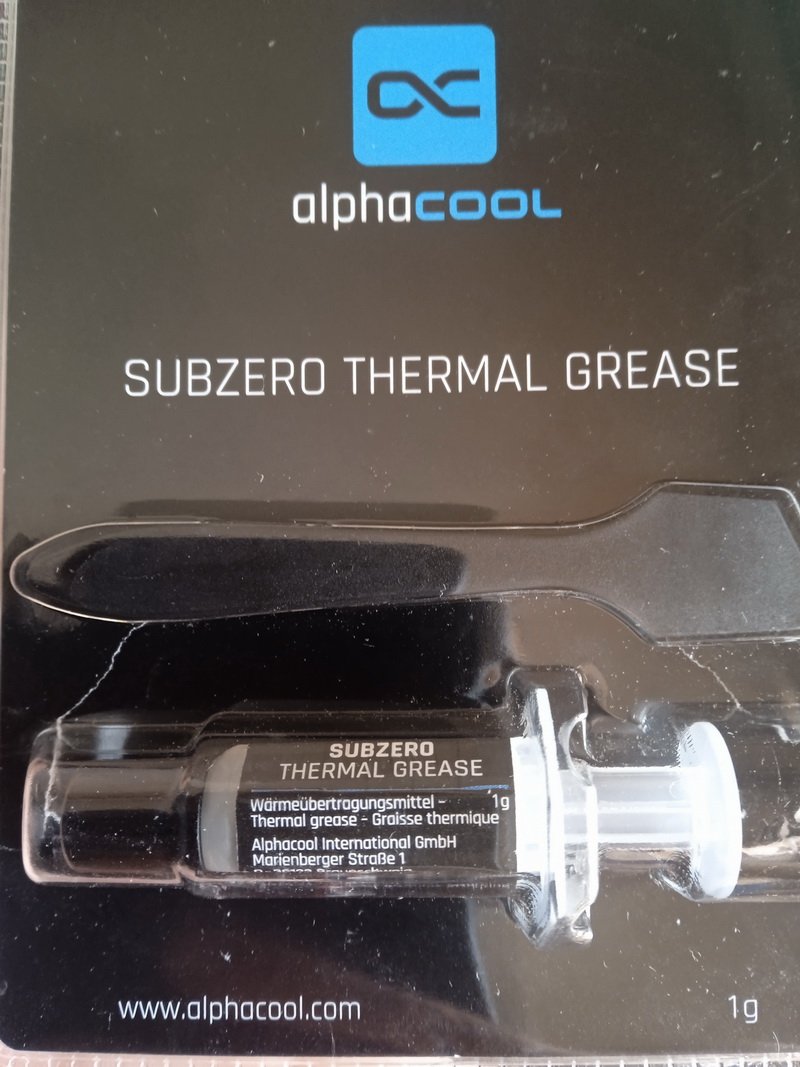 alphacool
SUBZERO THERMAL GREASE
SUBZERO
THERMAL GREASE
Wärmeübertragungsmittel - 1g
Thermal grease - Graisse thermique
Alphacool International GmbH
Marienberger Straße 1
www.alphacool.com
1g